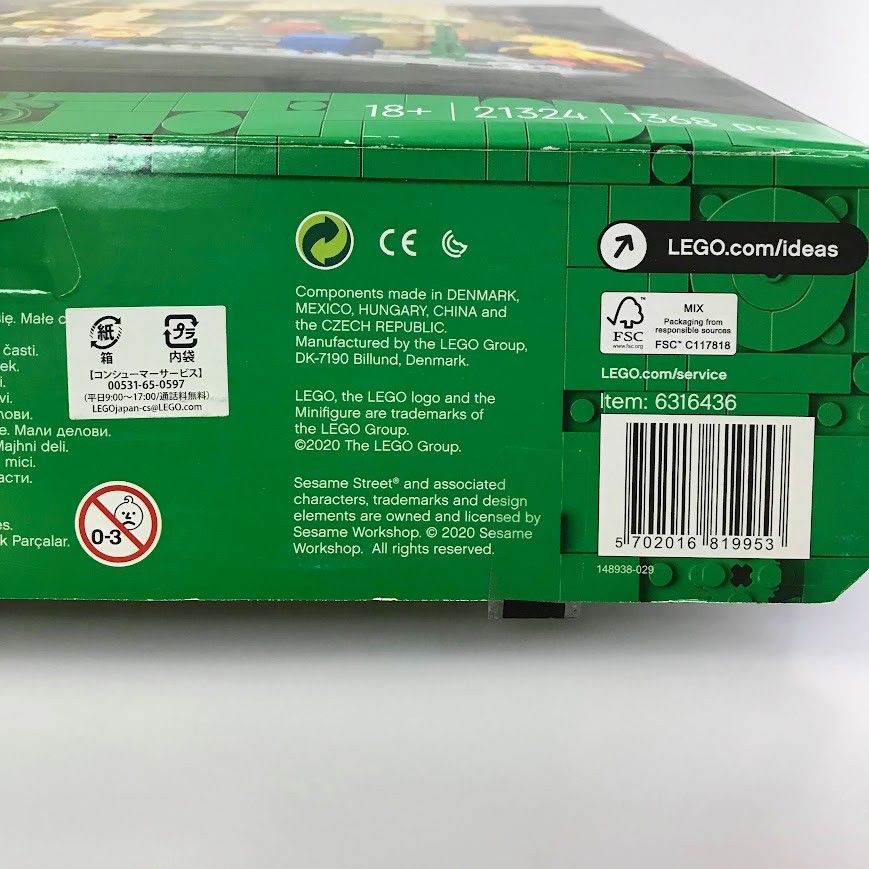 18+ | 21324 | 1368 pcs
się. Małe c
časti.
ek.
i.
vi.
лови.
e. Мали делови.
Majhni deli.
mici.
асти.
es.
k Parçalar.
0-3
紙
箱
プラ
内袋
【コンシューマーサービス】
00531-65-0597
(平日9:00～17:00/通話料無料)
LEGOjapan-cs@LEGO.com
CE
Components made in DENMARK,
MEXICO, HUNGARY, CHINA and
the CZECH REPUBLIC.
Manufactured by the LEGO Group,
DK-7190 Billund, Denmark.
LEGO, the LEGO logo and the
Minifigure are trademarks of
the LEGO Group.
©2020 The LEGO Group.
Sesame Street® and associated
characters, trademarks and design
elements are owned and licensed by
Sesame Workshop. © 2020 Sesame
Workshop. All rights reserved.
LEGO.com/ideas
FSC
www.fsc.org
MIX
Packaging from
responsible sources
FSC™ C117818
LEGO.com/service
Item: 6316436
5 702016 819953
148938-029